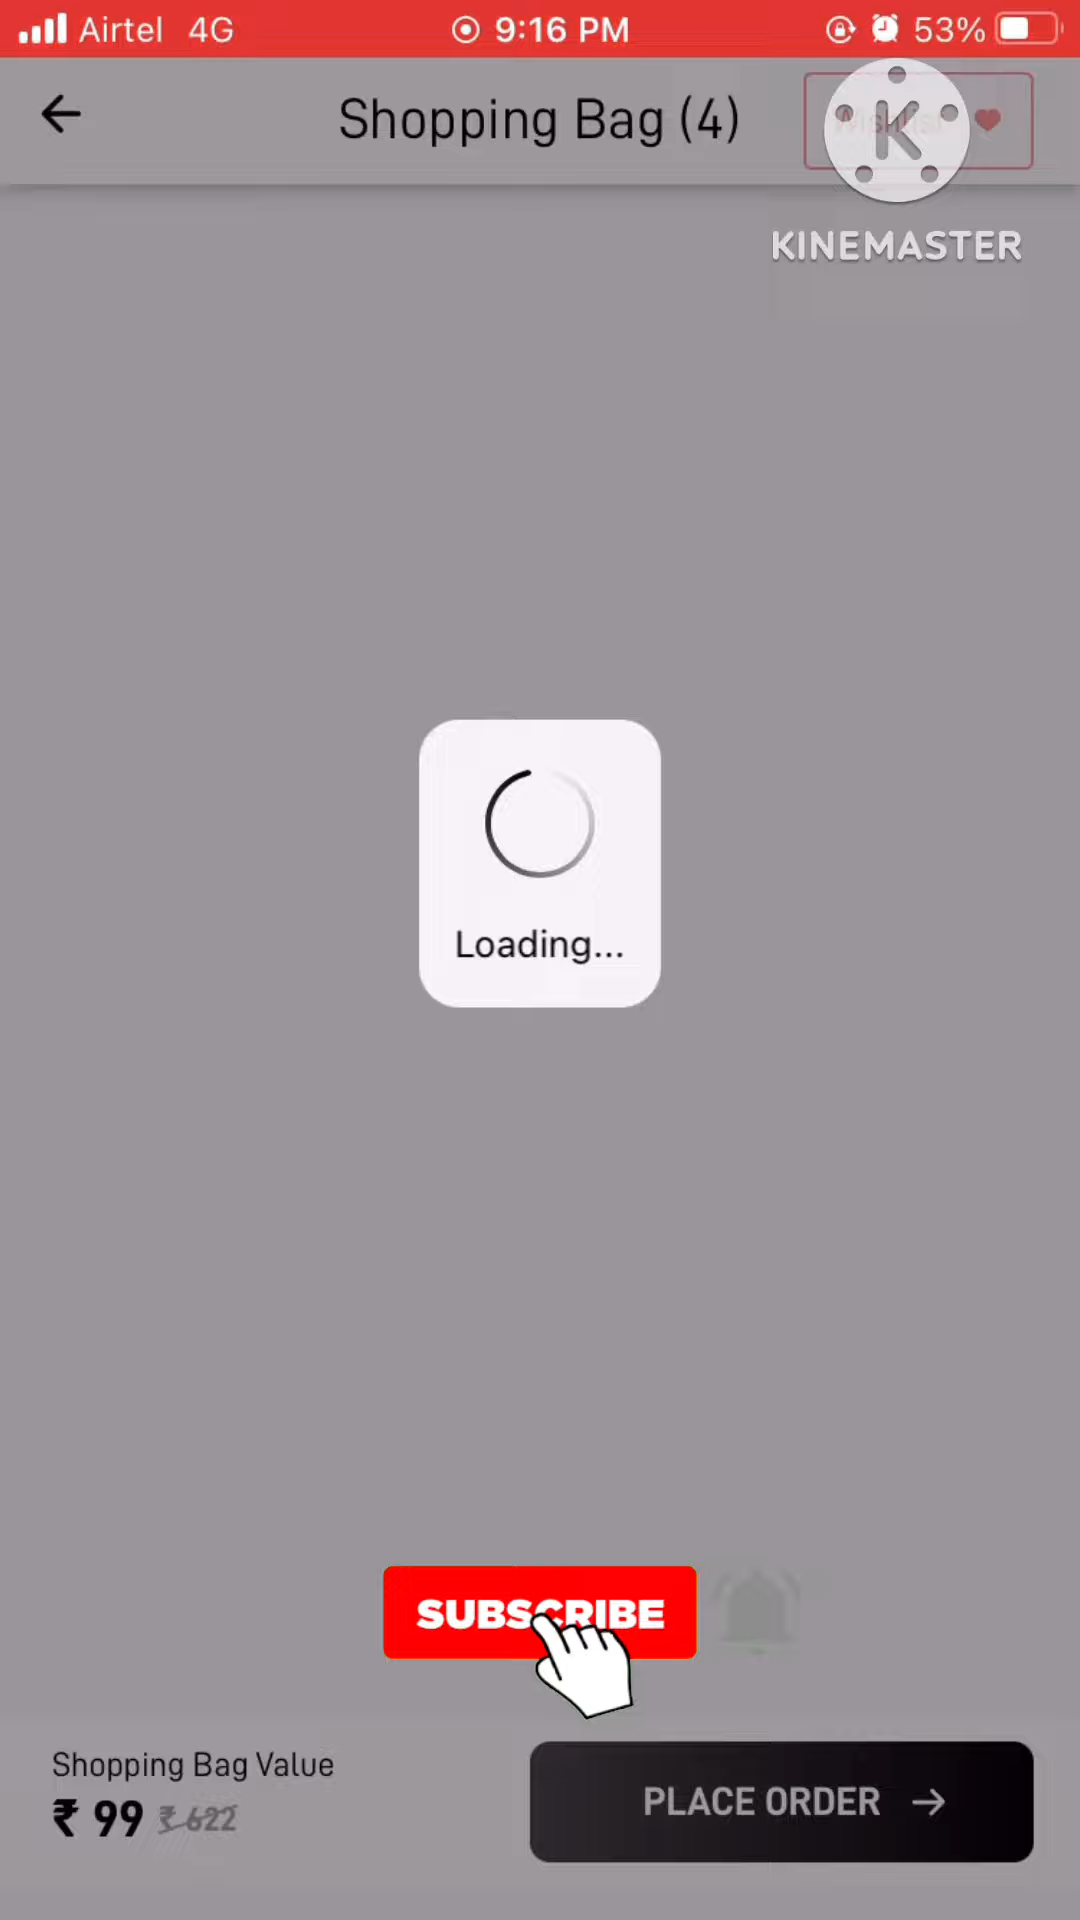 Airtel 4G 9:16 PM 53%
Shopping Bag (4)
Wishlist
K
KINEMASTER
Loading...
SUBSCRIBE
Shopping Bag Value
₹ 99 ₹ 622
PLACE ORDER